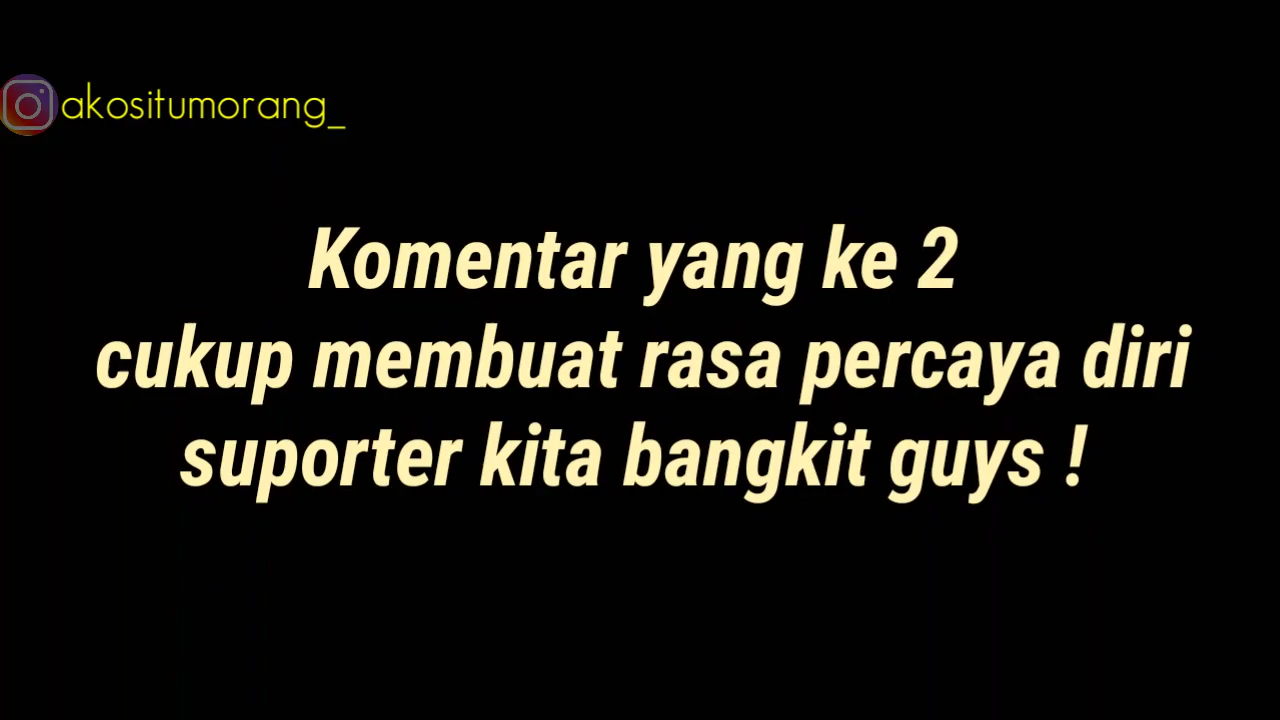 akositumorang_
Komentar yang ke 2
cukup membuat rasa percaya diri
suporter kita bangkit guys !